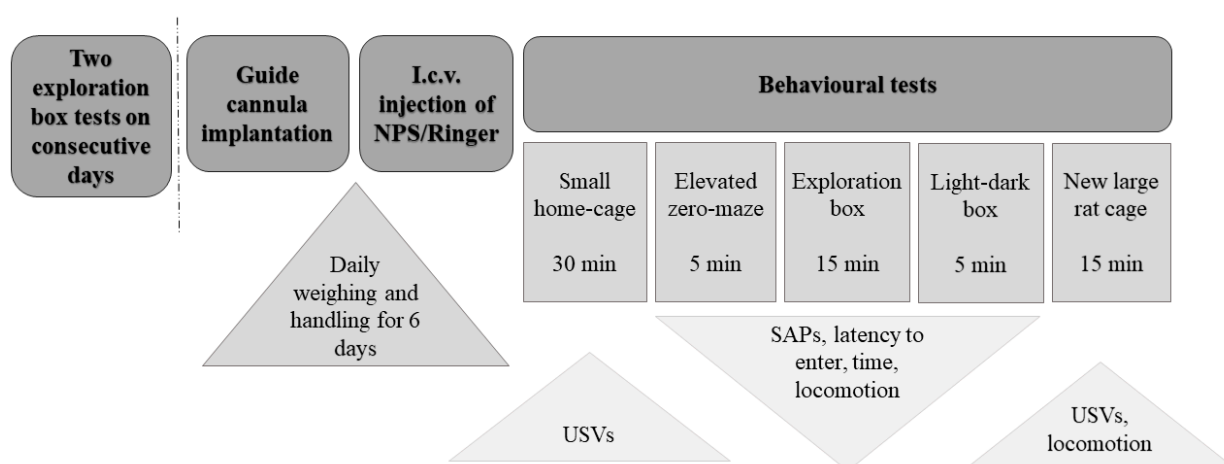 Two
exploration
box tests on
consecutive
days
Guide
cannula
implantation
I.c.v.
injection of
NPS/Ringer
Behavioural tests
Small
home-cage
30 min
Elevated
zero-maze
5 min
Exploration
box
15 min
Light-dark
box
5 min
New large
rat cage
15 min
Daily
weighing and
handling for 6
days
SAPs, latency to
enter, time,
locomotion
USVs
USVs,
locomotion